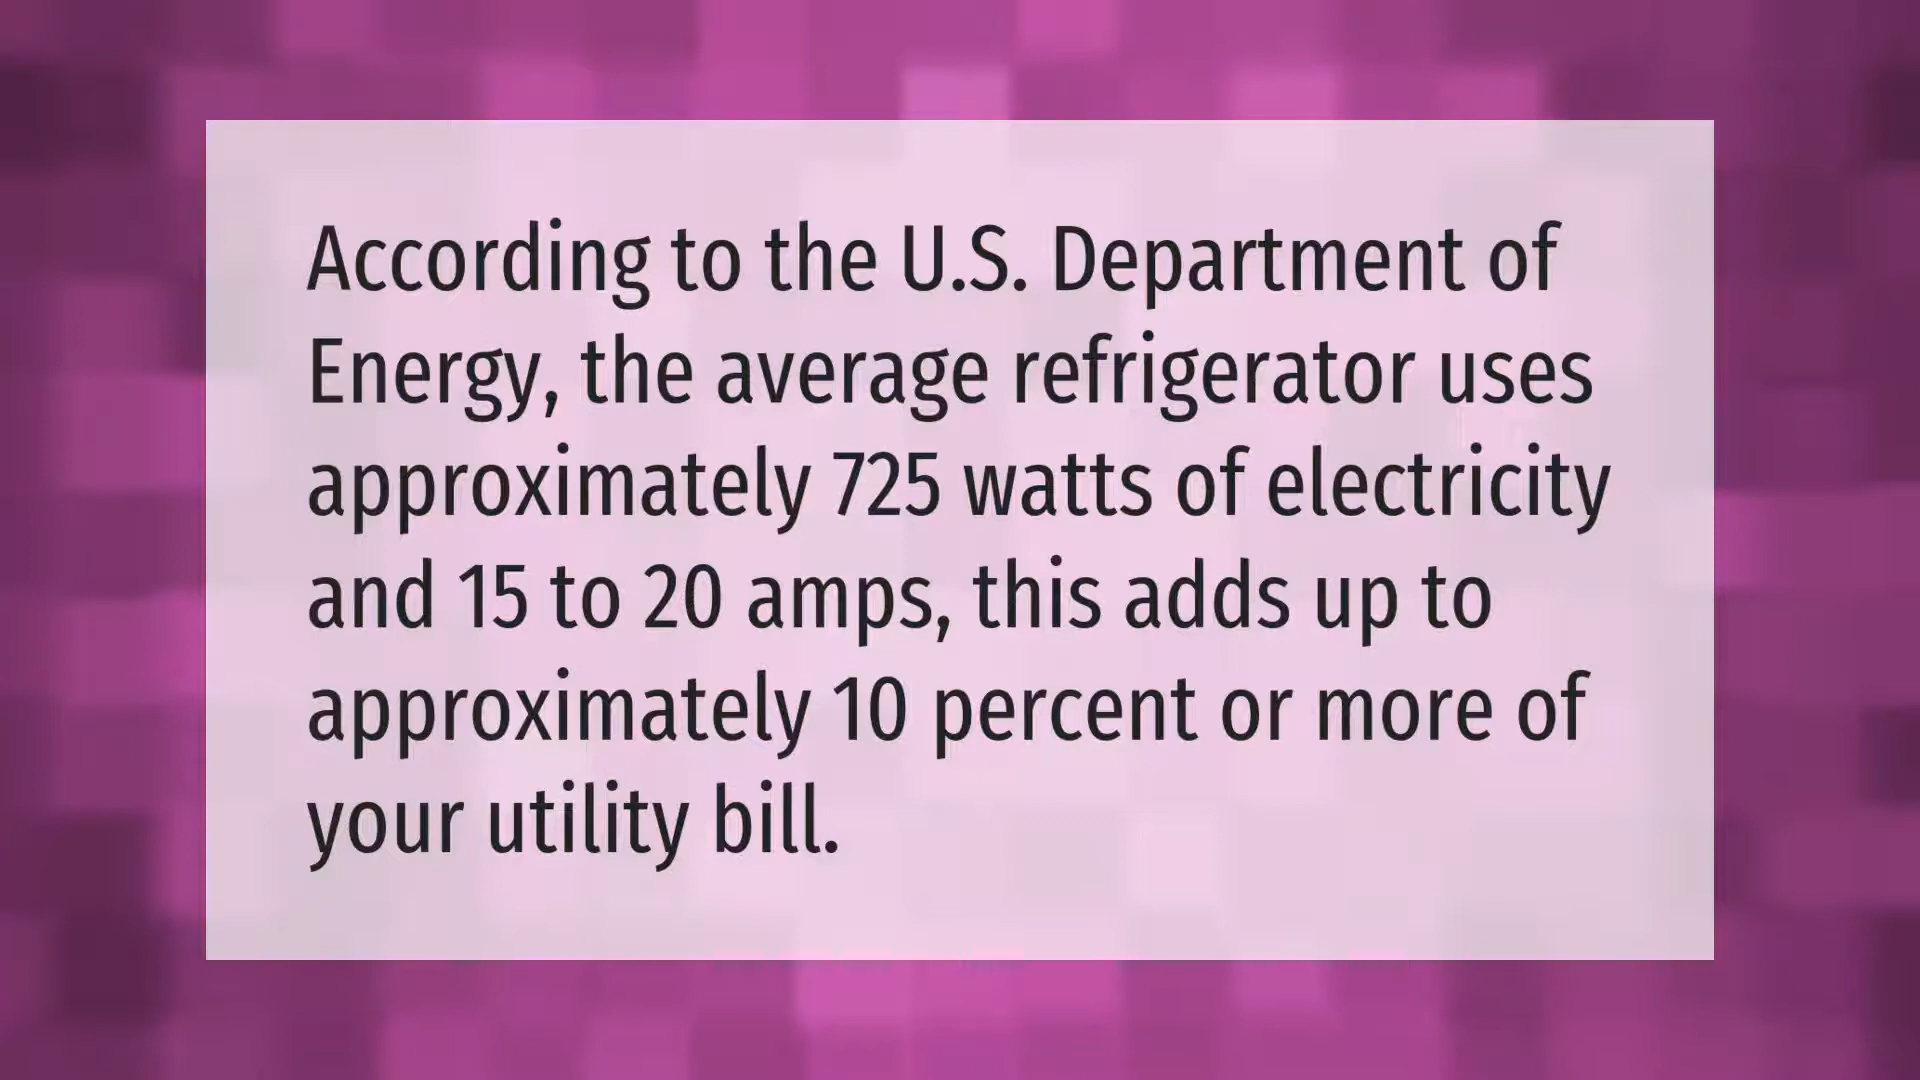 According to the U.S. Department of
Energy, the average refrigerator uses
approximately 725 watts of electricity
and 15 to 20 amps, this adds up to
approximately 10 percent or more of
your utility bill.